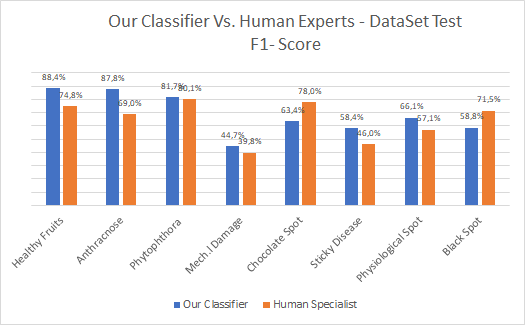 Our Classifier Vs. Human Experts - DataSet Test
F1- Score
88,4%
74,8%
87,8%
69,0%
81,7%
80,1%
44,7%
39,8%
63,4%
78,0%
58,4%
46,0%
66,1%
57,1%
58,8%
71,5%
Healthy Fruits
Anthracnose
Phytophthora
Mech.l Damage
Chocolate Spot
Sticky Disease
Physiological Spot
Black Spot
Our Classifier
Human Specialist